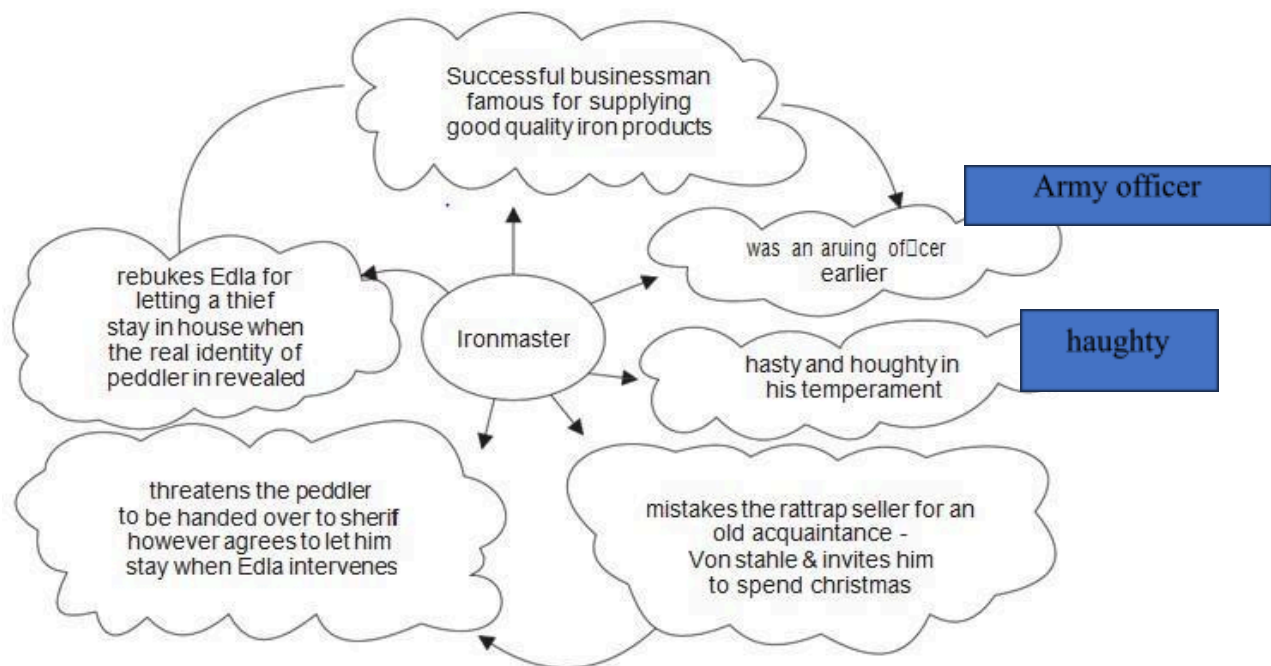 Successful businessman
famous for supplying
good quality iron products
Army officer
was an aruing of□cer
earlier
haughty
hasty and houghty in
his temperament
Ironmaster
rebukes Edla for
letting a thief
stay in house when
the real identity of
peddler in revealed
threatens the peddler
to be handed over to sherif
however agrees to let him
stay when Edla intervenes
mistakes the rattrap seller for an
old acquaintance -
Von stahle & invites him
to spend christmas